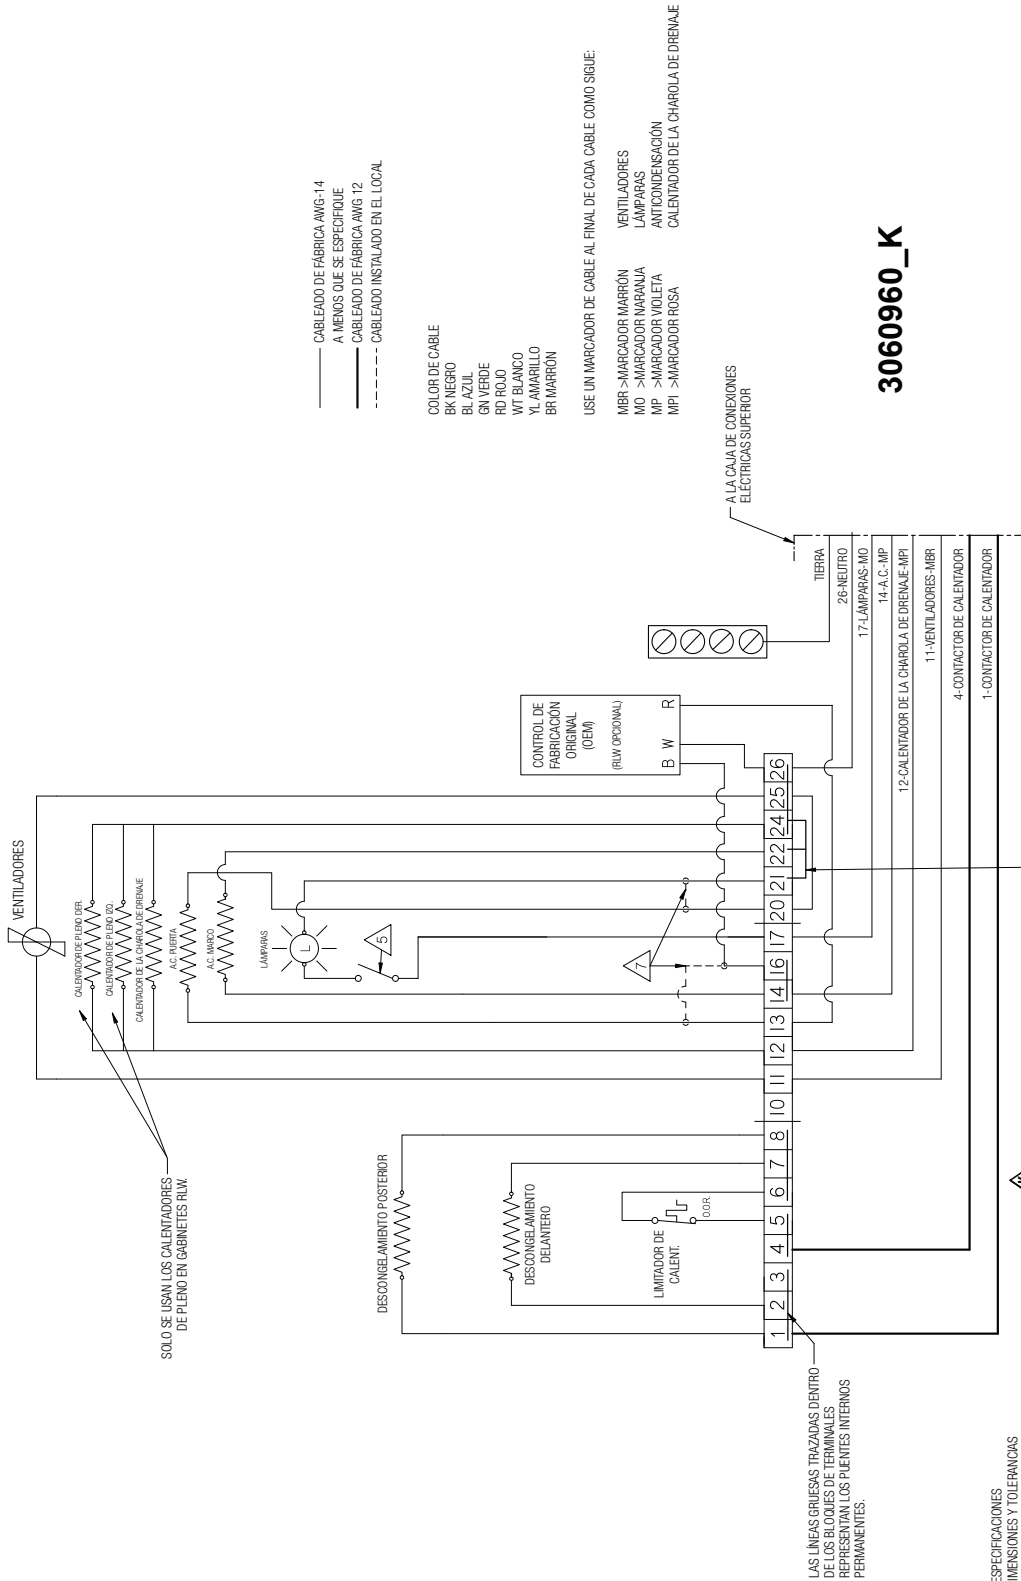 VENTILADORES
CALENTADOR DE PLENO DER.
CALENTADOR DE PLENO IZQ.
CALENTADOR DE LA CHAROLA DE DRENAJE
A.C. PUERTA
A.C. MARCO
LÁMPARAS
L
5
7
SOLO SE USAN LOS CALENTADORES
DE PLENO EN GABINETES RLW.
DESCONGELAMIENTO POSTERIOR
DESCONGELAMIENTO
DELANTERO
LIMITADOR DE
CALENT.
O.O.R.
1 2 3 4 5 6 7 8 10 11 12 13 14 16 17 20 21 22 24 25 26
LAS LÍNEAS GRUESAS TRAZADAS DENTRO
DE LOS BLOQUES DE TERMINALES
REPRESENTAN LOS PUENTES INTERNOS
PERMANENTES.
CONTROL DE
FABRICACIÓN
ORIGINAL
(OEM)
(RLW OPCIONAL)
B W R
CABLEADO DE FÁBRICA AWG-14
A MENOS QUE SE ESPECIFIQUE
CABLEADO DE FÁBRICA AWG 12
CABLEADO INSTALADO EN EL LOCAL
COLOR DE CABLE
BK NEGRO
BL AZUL
GN VERDE
RD ROJO
WT BLANCO
YL AMARILLO
BR MARRÓN
USE UN MARCADOR DE CABLE AL FINAL DE CADA CABLE COMO SIGUE:
MBR >MARCADOR MARRÓN VENTILADORES
MO >MARCADOR NARANJA LÁMPARAS
MP >MARCADOR VIOLETA ANTICONDENSACIÓN
MPI >MARCADOR ROSA CALENTADOR DE LA CHAROLA DE DRENAJE
A LA CAJA DE CONEXIONES
ELÉCTRICAS SUPERIOR
TIERRA
26-NEUTRO
17-LÁMPARAS-MO
14-A.C.-MP
12-CALENTADOR DE LA CHAROLA DE DRENAJE-MPI
11-VENTILADORES-MBR
4-CONTACTOR DE CALENTADOR
1-CONTACTOR DE CALENTADOR
3060960_K
ESPECIFICACIONES
IMENSIONES Y TOLERANCIAS